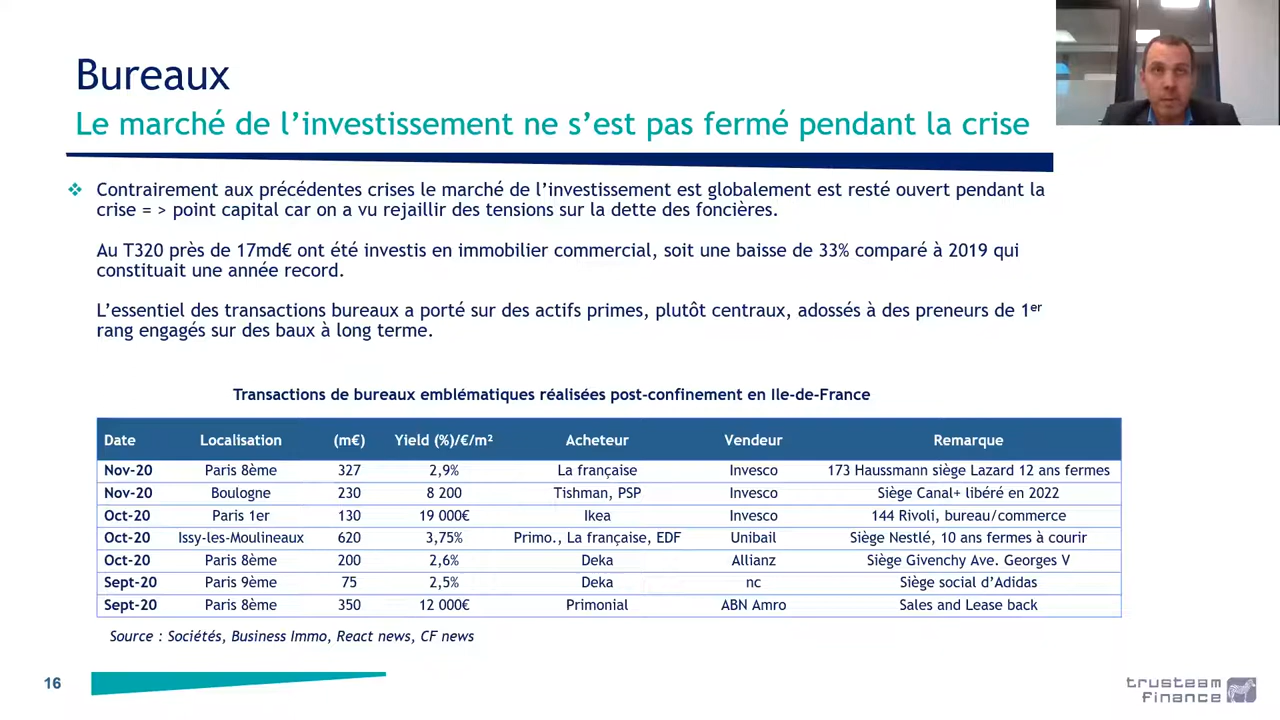 Bureaux
Le marché de l’investissement ne s’est pas fermé pendant la crise
❖ Contrairement aux précédentes crises le marché de l’investissement est globalement est resté ouvert pendant la
crise = > point capital car on a vu rejaillir des tensions sur la dette des foncières.
Au T320 près de 17md€ ont été investis en immobilier commercial, soit une baisse de 33% comparé à 2019 qui
constituait une année record.
L’essentiel des transactions bureaux a porté sur des actifs primes, plutôt centraux, adossés à des preneurs de 1er
rang engagés sur des baux à long terme.
Transactions de bureaux emblématiques réalisées post-confinement en Ile-de-France
Date Localisation (m€) Yield (%)/€/m² Acheteur Vendeur Remarque
Nov-20 Paris 8ème 327 2,9% La française Invesco 173 Haussmann siège Lazard 12 ans fermes
Nov-20 Boulogne 230 8 200 Tishman, PSP Invesco Siège Canal+ libéré en 2022
Oct-20 Paris 1er 130 19 000€ Ikea Invesco 144 Rivoli, bureau/commerce
Oct-20 Issy-les-Moulineaux 620 3,75% Primo., La française, EDF Unibail Siège Nestlé, 10 ans fermes à courir
Oct-20 Paris 8ème 200 2,6% Deka Allianz Siège Givenchy Ave. Georges V
Sept-20 Paris 9ème 75 2,5% Deka nc Siège social d’Adidas
Sept-20 Paris 8ème 350 12 000€ Primonial ABN Amro Sales and Lease back
Source : Sociétés, Business Immo, React news, CF news
16
trusteam
finance